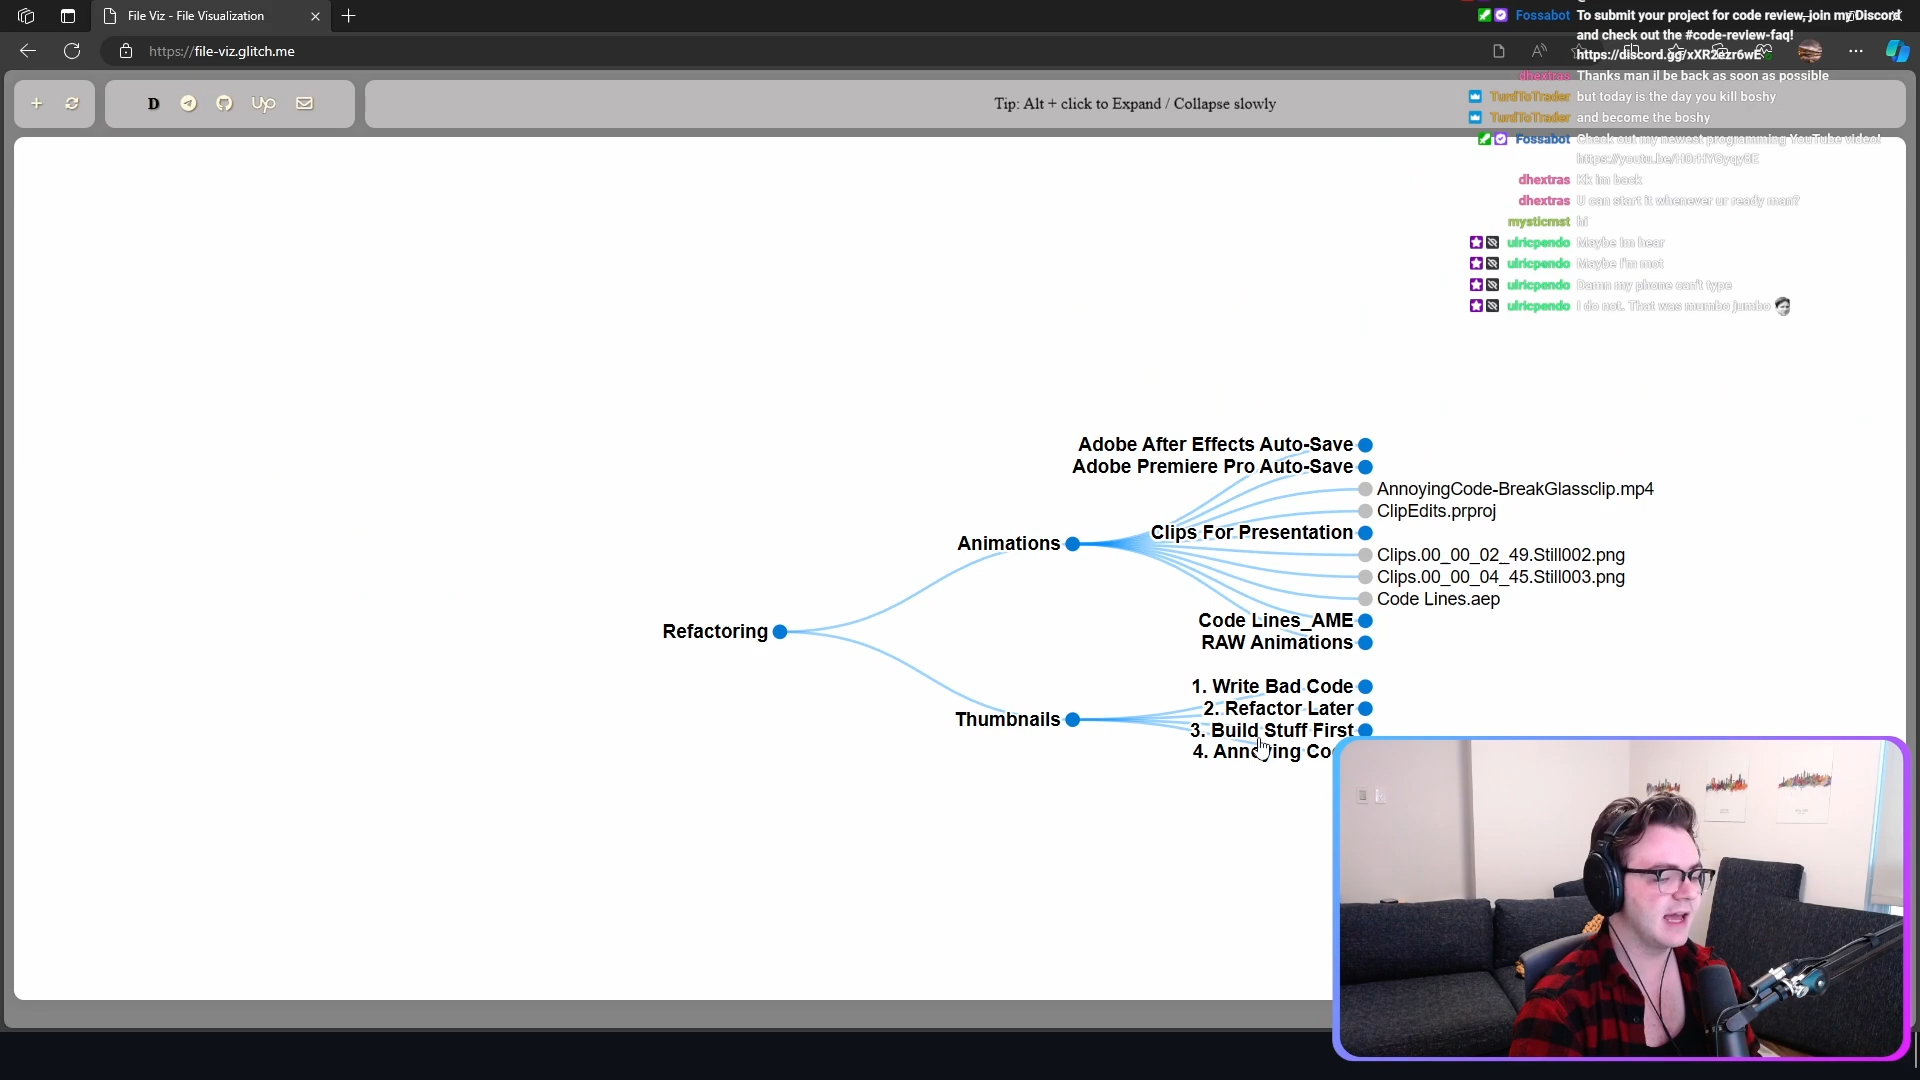 File Viz - File Visualization
https://file-viz.glitch.me
D
Up
Tip: Alt + click to Expand / Collapse slowly
Fossabot To submit your project for code review, join my Discord
and check out the #code-review-faq!
https://discord.gg/xXR2ezr6wE
dhextras Thanks man il be back as soon as possible
TurdToTrader but today is the day you kill boshy
TurdToTrader and become the boshy
Fossabot Check out my newest programming YouTube video!
dhextras Kk im back
dhextras U can start it whenever ur ready man?
mysticmst hi
ulricpendo Maybe Im hear
ulricpendo Maybe I'm mot
ulricpendo Damn my phone can't type
ulricpendo I do not. That was mumbo jumbo
Adobe After Effects Auto-Save
Adobe Premiere Pro Auto-Save
AnnoyingCode-BreakGlassclip.mp4
ClipEdits.prproj
Clips For Presentation
Animations
Clips.00_00_02_49.Still002.png
Clips.00_00_04_45.Still003.png
Code Lines.aep
Code Lines_AME
Refactoring
RAW Animations
1. Write Bad Code
2. Refactor Later
Thumbnails
3. Build Stuff First
4. Annoying Co